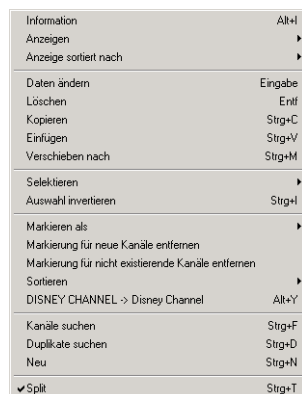 Information Alt+I
Anzeigen
Anzeige sortiert nach
Daten ändern Eingabe
Löschen Entf
Kopieren Strg+C
Einfügen Strg+V
Verschieben nach Strg+M
Selektieren
Auswahl invertieren Strg+I
Markieren als
Markierung für neue Kanäle entfernen
Markierung für nicht existierende Kanäle entfernen
Sortieren
DISNEY CHANNEL -> Disney Channel Alt+Y
Kanäle suchen Strg+F
Duplikate suchen Strg+D
Neu Strg+N
Split Strg+T